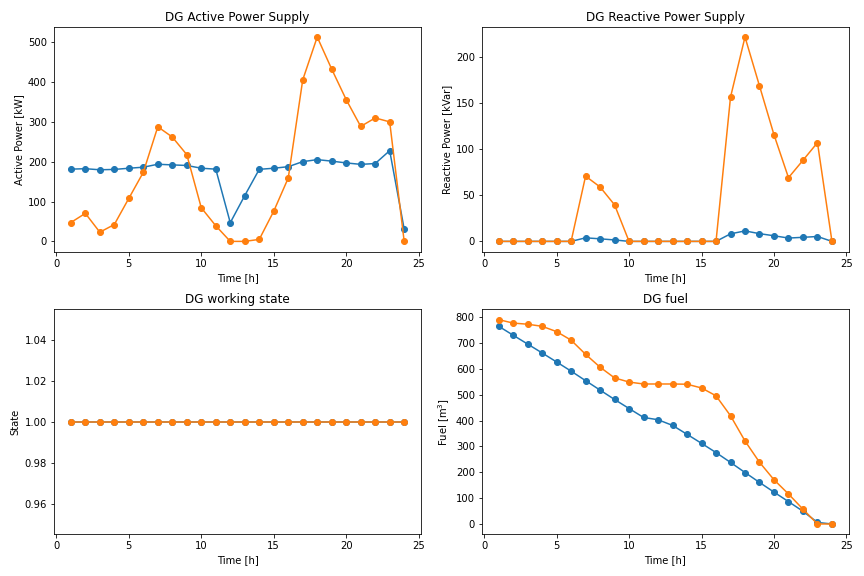 DG Active Power Supply
Active Power [kW]
500
400
300
200
100
0
0 5 10 15 20 25
Time [h]
DG Reactive Power Supply
Reactive Power [kVar]
200
150
100
50
0
0 5 10 15 20 25
Time [h]
DG working state
State
1.04
1.02
1.00
0.98
0.96
0 5 10 15 20 25
Time [h]
DG fuel
Fuel [m³]
800
700
600
500
400
300
200
100
0
0 5 10 15 20 25
Time [h]